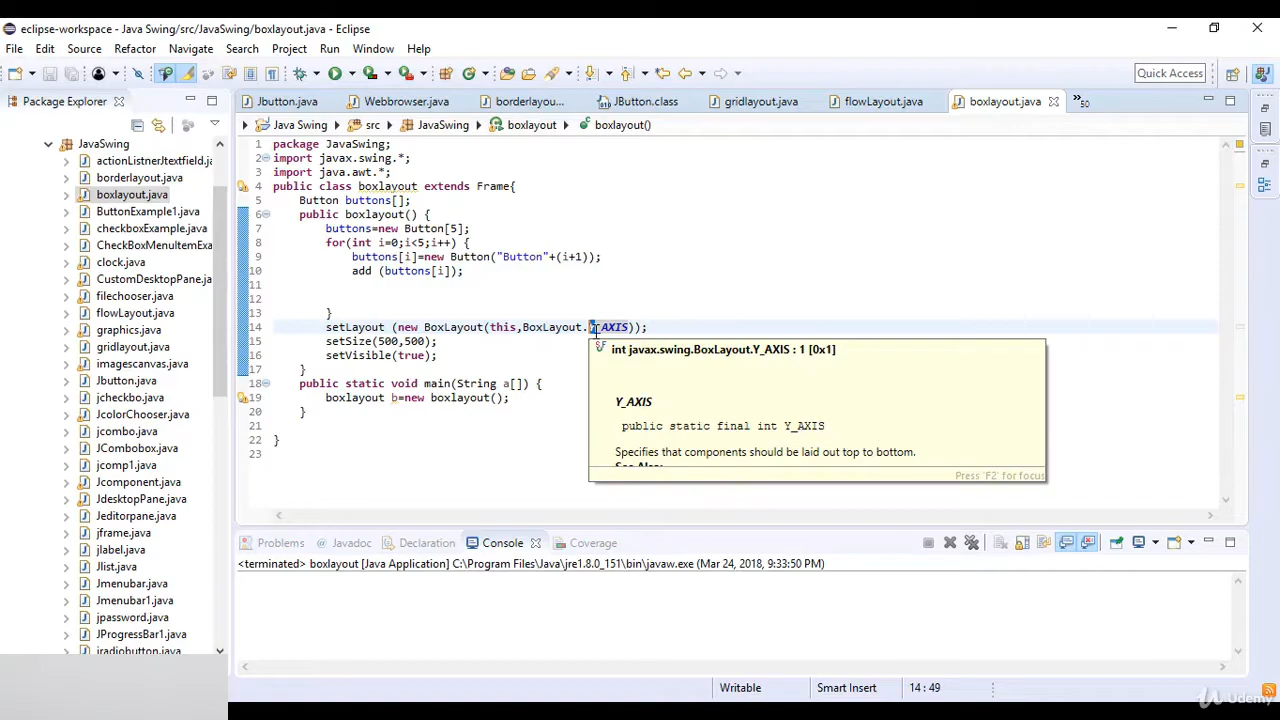 eclipse-workspace - Java Swing/src/JavaSwing/boxlayout.java - Eclipse
File Edit Source Refactor Navigate Search Project Run Window Help
Quick Access
Package Explorer
Jbutton.java Webbrowser.java borderlayou... JButton.class gridlayout.java flowLayout.java boxlayout.java 50
Java Swing src JavaSwing boxlayout boxlayout()
JavaSwing
actionListnerJtextfield.ja
borderlayout.java
boxlayout.java
ButtonExample1.java
checkboxExample.java
CheckBoxMenuItemExa
clock.java
CustomDesktopPane.ja
filechooser.java
flowLayout.java
graphics.java
gridlayout.java
imagescanvas.java
Jbutton.java
jcheckbo.java
JcolorChooser.java
jcombo.java
JCombobox.java
jcomp1.java
Jcomponent.java
JdesktopPane.java
Jeditorpane.java
jframe.java
jlabel.java
Jlist.java
Jmenubar.java
Jmenubar1.java
jpassword.java
JProgressBar1.java
jradiobutton.java
1 package JavaSwing;
2 import javax.swing.*;
3 import java.awt.*;
4 public class boxlayout extends Frame{
5 Button buttons[];
6 public boxlayout() {
7 buttons=new Button[5];
8 for(int i=0;i<5;i++) {
9 buttons[i]=new Button("Button"+(i+1));
10 add (buttons[i]);
11
12
13 }
14 setLayout (new BoxLayout(this,BoxLayout.Y_AXIS));
15 setSize(500,500);
16 setVisible(true);
17 }
18 public static void main(String a[]) {
19 boxlayout b=new boxlayout();
20 }
21
22 }
23
int javax.swing.BoxLayout.Y_AXIS : 1 [0x1]
Y_AXIS
public static final int Y_AXIS
Specifies that components should be laid out top to bottom.
See Also:
Press 'F2' for focus
Problems Javadoc Declaration Console Coverage
<terminated> boxlayout [Java Application] C:\Program Files\Java\jre1.8.0_151\bin\javaw.exe (Mar 24, 2018, 9:33:50 PM)
Writable Smart Insert 14 : 49
Udemy